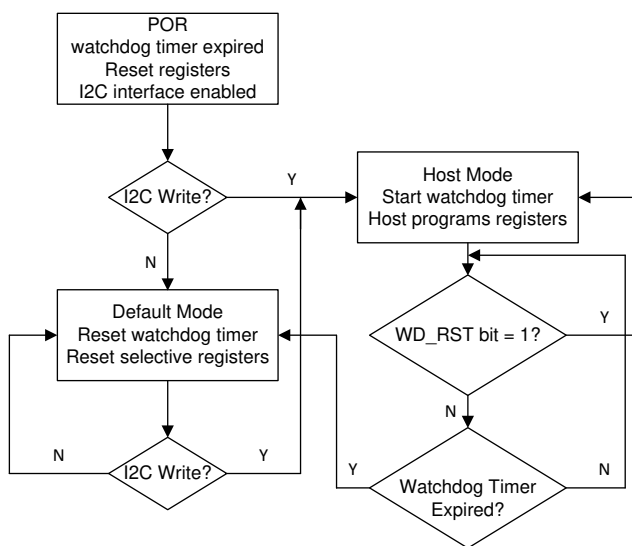 POR
watchdog timer expired
Reset registers
I2C interface enabled
I2C Write?
Y
N
Host Mode
Start watchdog timer
Host programs registers
Default Mode
Reset watchdog timer
Reset selective registers
WD_RST bit = 1?
Y
N
I2C Write?
N
Y
Watchdog Timer
Expired?
Y
N